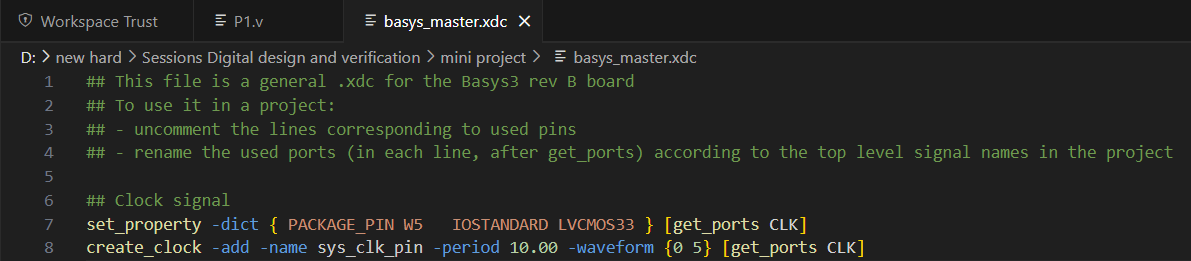 Workspace Trust P1.v basys_master.xdc
D: > new hard > Sessions Digital design and verification > mini project > basys_master.xdc
1 ## This file is a general .xdc for the Basys3 rev B board
2 ## To use it in a project:
3 ## - uncomment the lines corresponding to used pins
4 ## - rename the used ports (in each line, after get_ports) according to the top level signal names in the project
5
6 ## Clock signal
7 set_property -dict { PACKAGE_PIN W5   IOSTANDARD LVCMOS33 } [get_ports CLK]
8 create_clock -add -name sys_clk_pin -period 10.00 -waveform {0 5} [get_ports CLK]